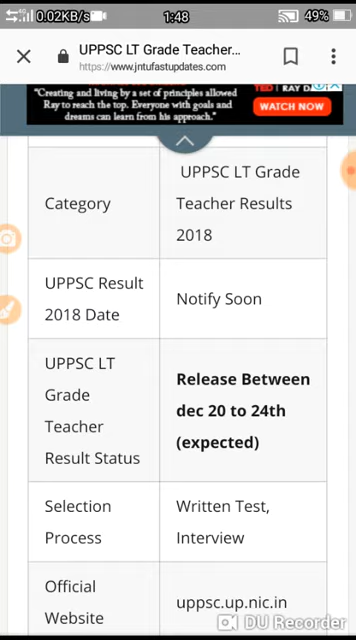 4G 0.02KB/s 1:48 49%
UPPSC LT Grade Teacher...
https://www.jntufastupdates.com
"Creating and living by a set of principles allowed
Ray to reach the top. Everyone with goals and
dreams can learn from his approach."
TED RAY D
WATCH NOW
Category
UPPSC LT Grade
Teacher Results
2018
UPPSC Result
2018 Date
Notify Soon
UPPSC LT
Grade
Teacher
Result Status
Release Between
dec 20 to 24th
(expected)
Selection
Process
Written Test,
Interview
Official
Website
uppsc.up.nic.in
DU Recorder